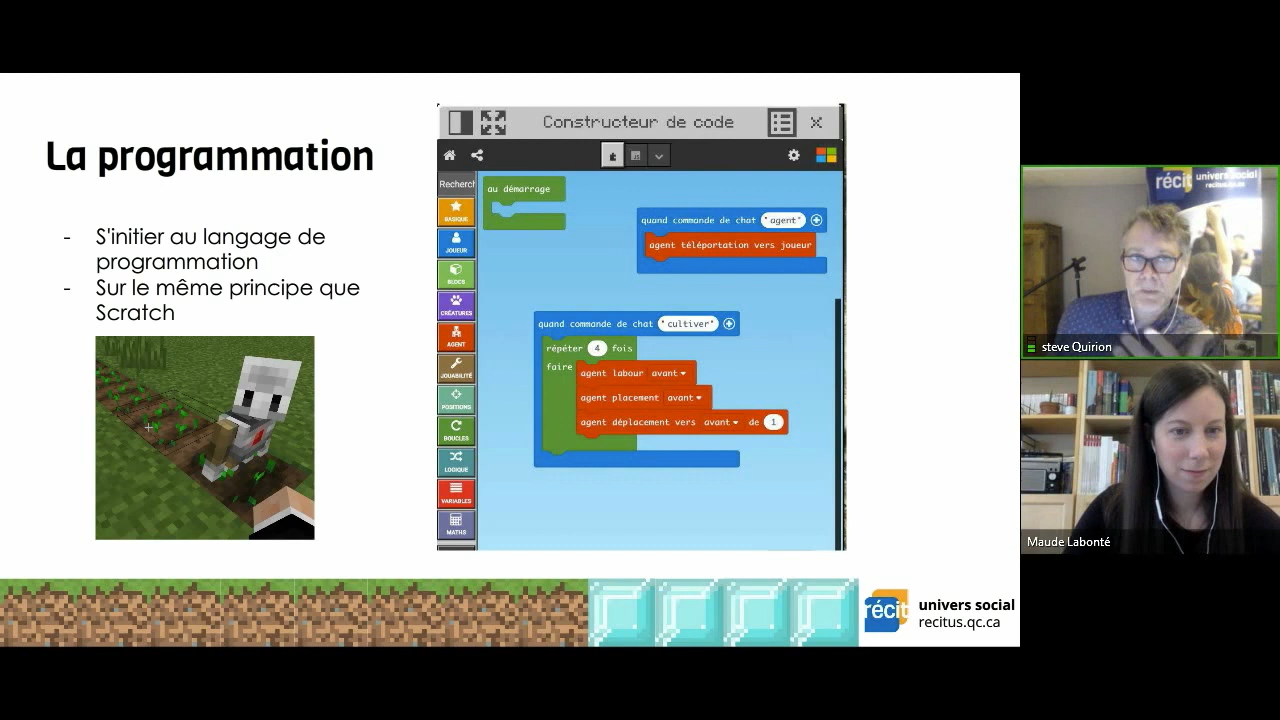 La programmation
- S'initier au langage de
programmation
- Sur le même principe que
Scratch
Constructeur de code
Recherch
BASIQUE
JOUEUR
BLOCS
CRÉATURES
AGENT
JOUABILITÉ
POSITIONS
BOUCLES
LOGIQUE
VARIABLES
MATHS
au démarrage
quand commande de chat "agent"
agent téléportation vers joueur
quand commande de chat "cultiver"
répéter 4 fois
faire
agent labour avant
agent placement avant
agent déplacement vers avant de 1
récit
univers social
recitus.qc.ca
récit univers social
recitus.qc.ca
steve Quirion
Maude Labonté